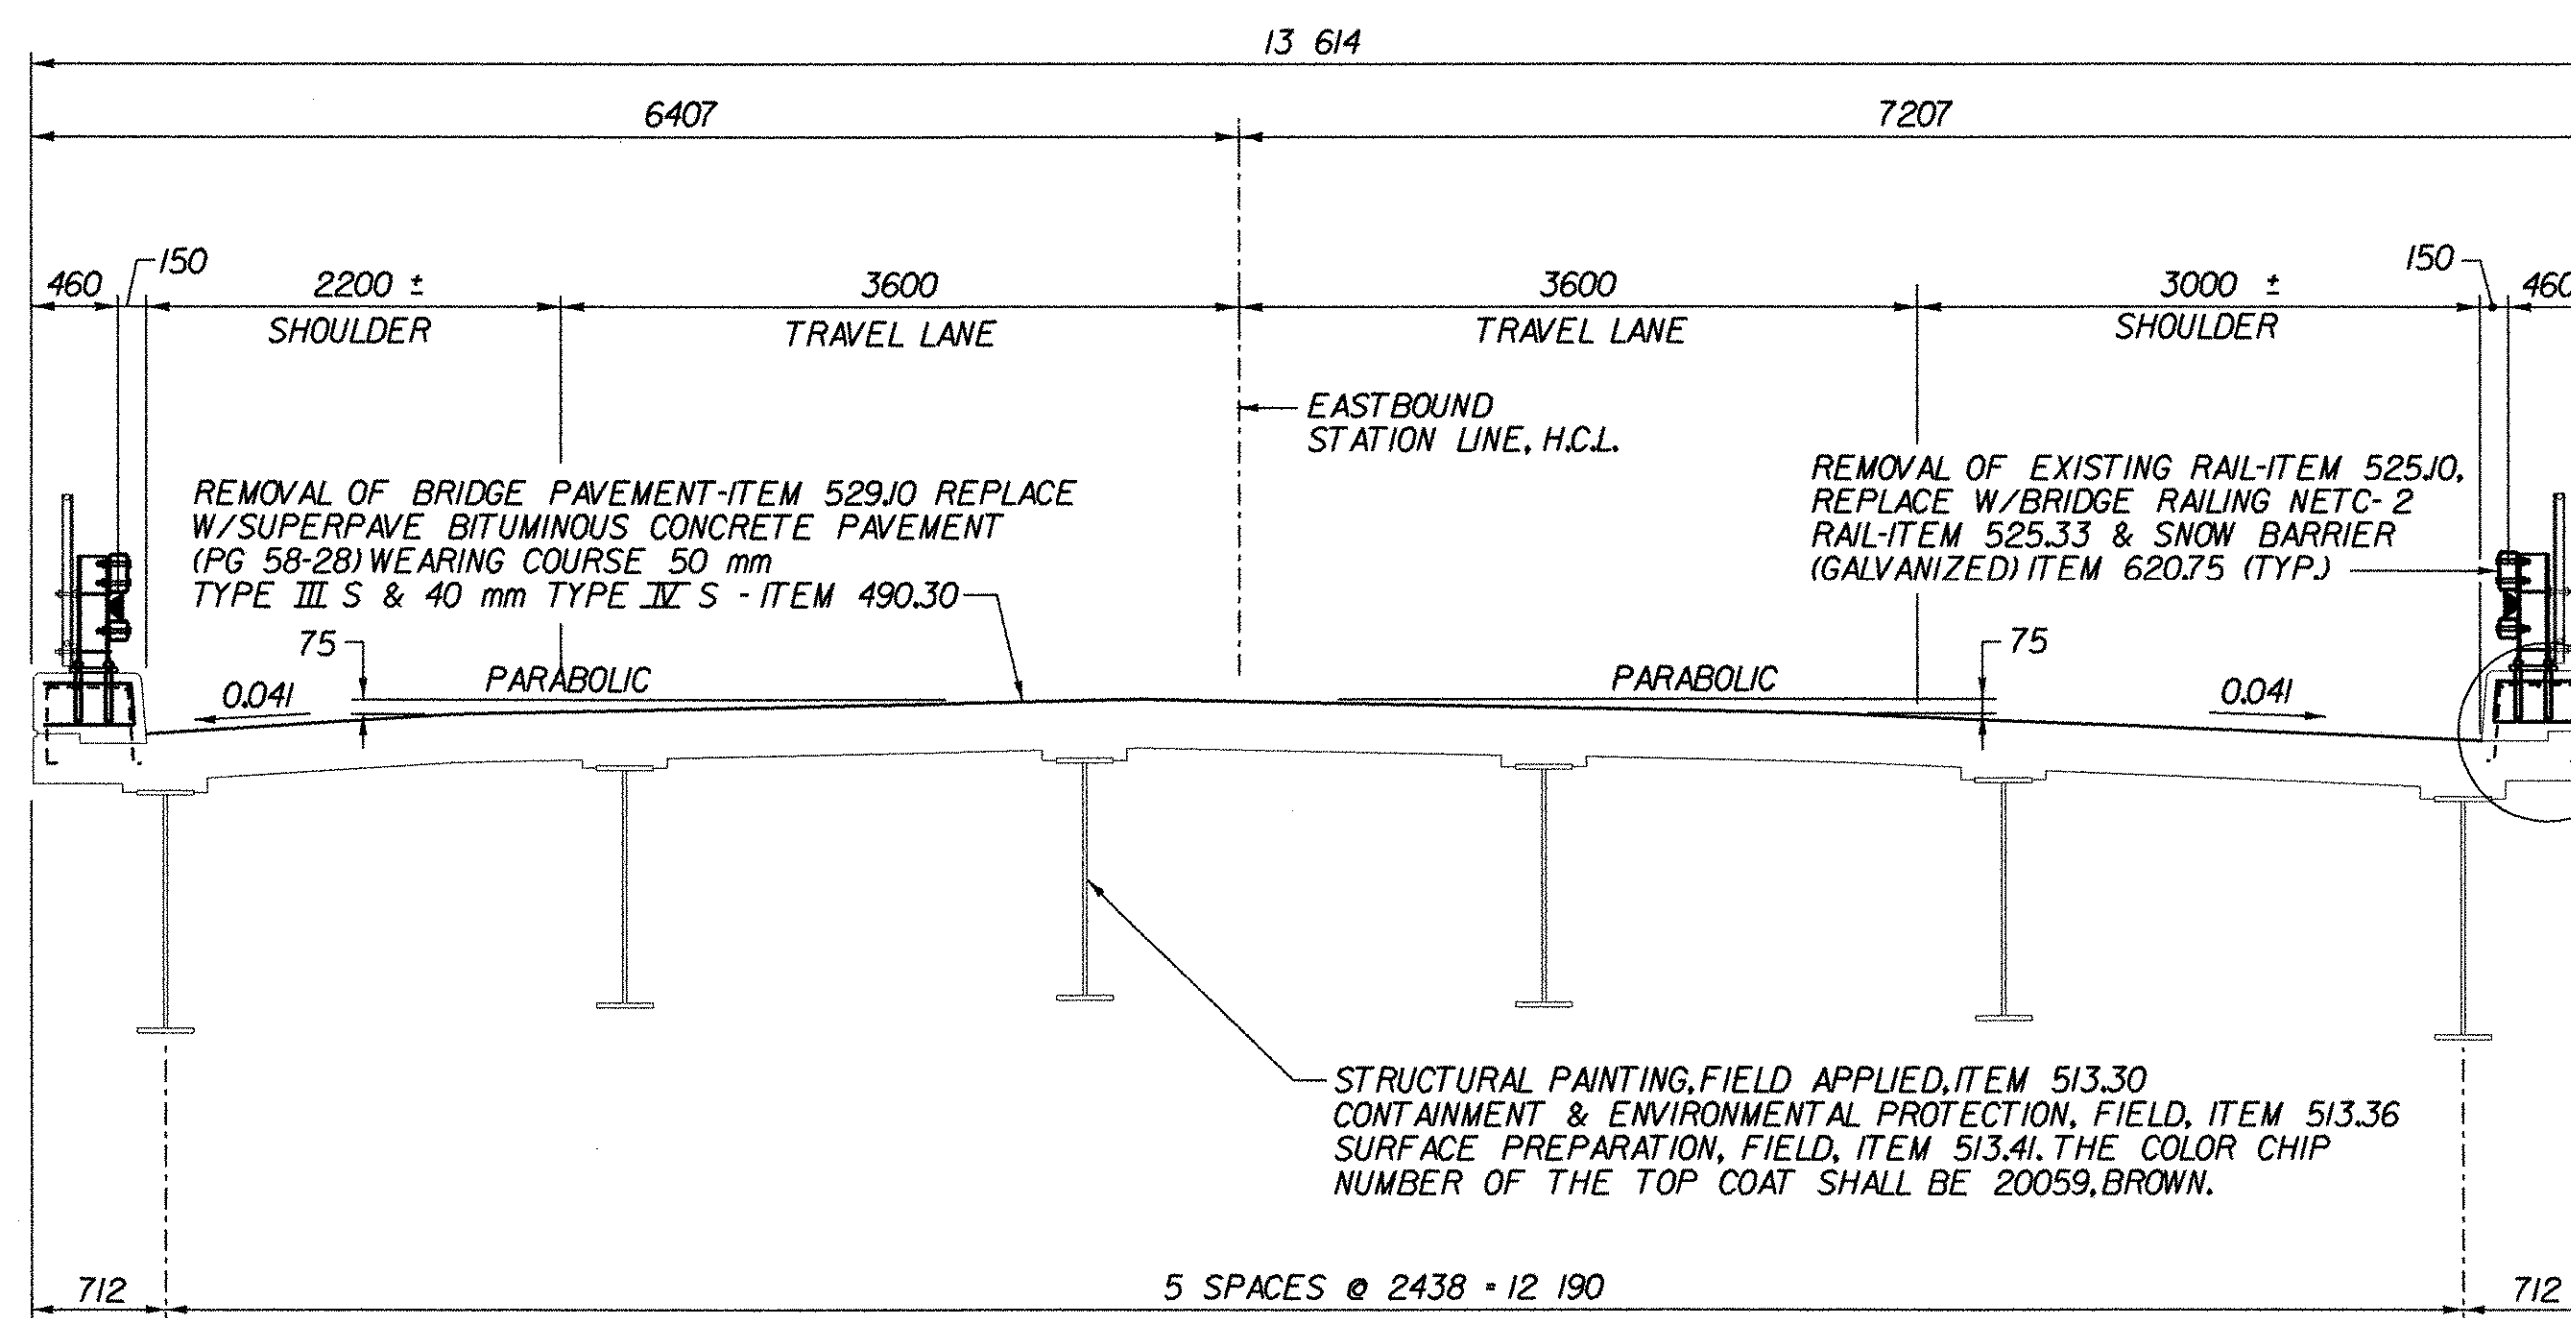 13 614
6407
7207
150
150
460
2200 ±
3600
3600
3000 ±
460
SHOULDER
TRAVEL LANE
TRAVEL LANE
SHOULDER
EASTBOUND
STATION LINE, H.C.L.
REMOVAL OF BRIDGE PAVEMENT-ITEM 529.10 REPLACE
W/SUPERPAVE BITUMINOUS CONCRETE PAVEMENT
(PG 58-28) WEARING COURSE 50 mm
TYPE III S & 40 mm TYPE IV S - ITEM 490.30
REMOVAL OF EXISTING RAIL-ITEM 525.10,
REPLACE W/BRIDGE RAILING NETC- 2
RAIL-ITEM 525.33 & SNOW BARRIER
(GALVANIZED) ITEM 620.75 (TYP.)
75
75
PARABOLIC
PARABOLIC
0.041
0.041
STRUCTURAL PAINTING, FIELD APPLIED, ITEM 513.30
CONTAINMENT & ENVIRONMENTAL PROTECTION, FIELD, ITEM 513.36
SURFACE PREPARATION, FIELD, ITEM 513.41. THE COLOR CHIP
NUMBER OF THE TOP COAT SHALL BE 20059, BROWN.
712
5 SPACES @ 2438 = 12 190
712